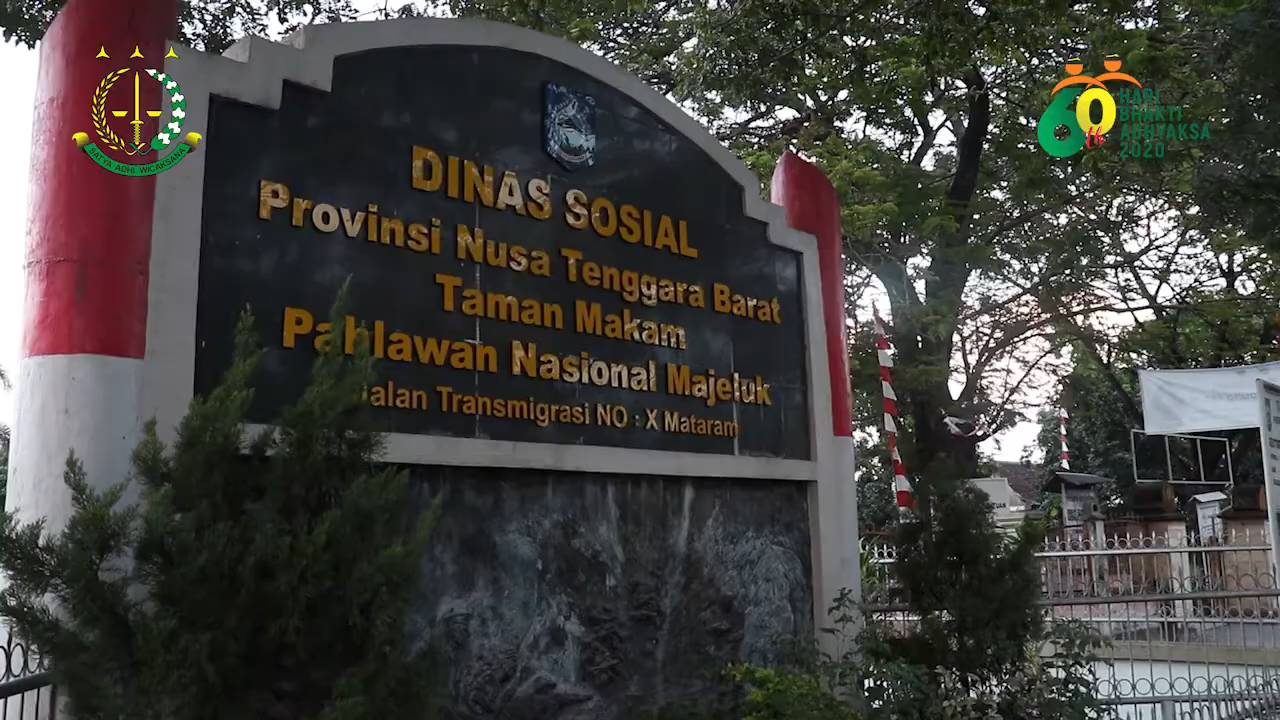 SATYA ADHI WICAKSANA
60th
HARI
BHAKTI
ADHYAKSA
2020
DINAS SOSIAL
Provinsi Nusa Tenggara Barat
Taman Makam
Pahlawan Nasional Majeluk
Jalan Transmigrasi NO : X Mataram